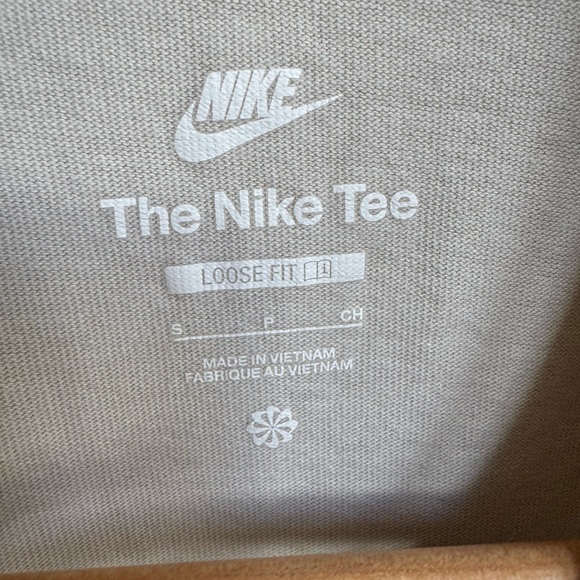 NIKE
The Nike Tee
LOOSE FIT
S P CH
MADE IN VIETNAM
FABRIQUE AU VIETNAM